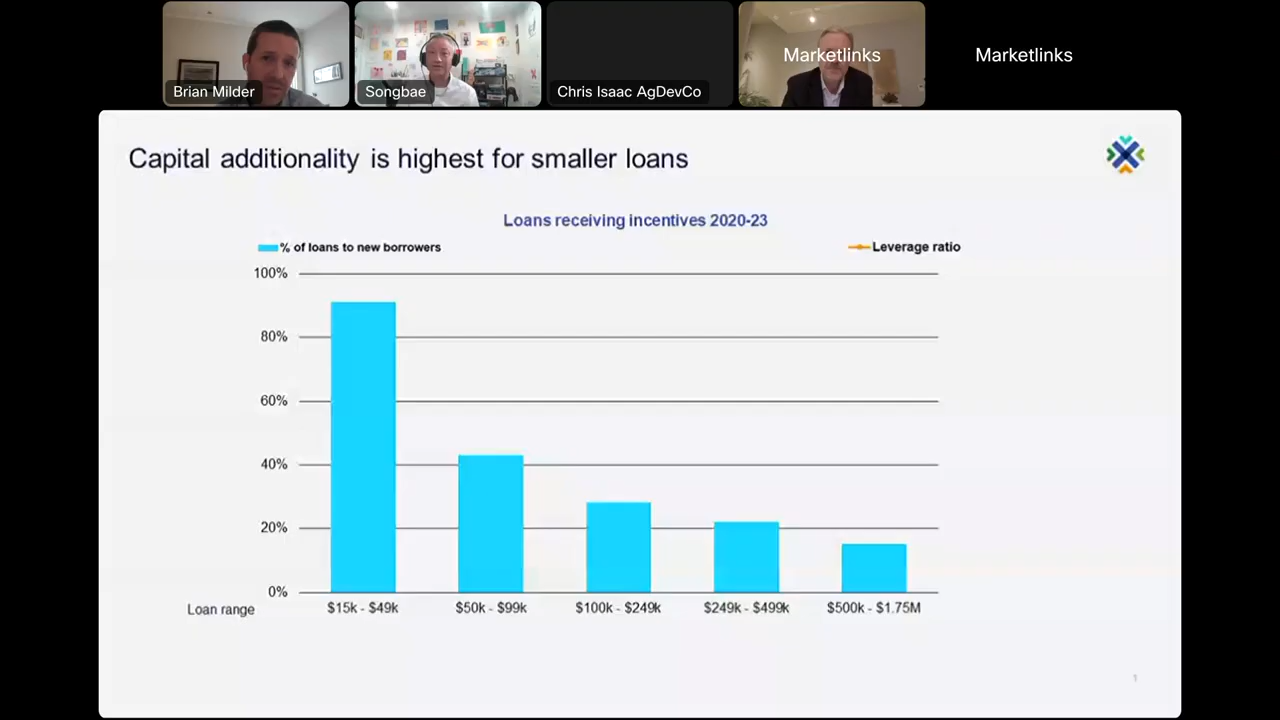 Brian Milder
Songbae
Chris Isaac AgDevCo
Marketlinks
Marketlinks
Capital additionality is highest for smaller loans
Loans receiving incentives 2020-23
% of loans to new borrowers
Leverage ratio
100%
80%
60%
40%
20%
0%
Loan range
$15k - $49k
$50k - $99k
$100k - $249k
$249k - $499k
$500k - $1.75M
1